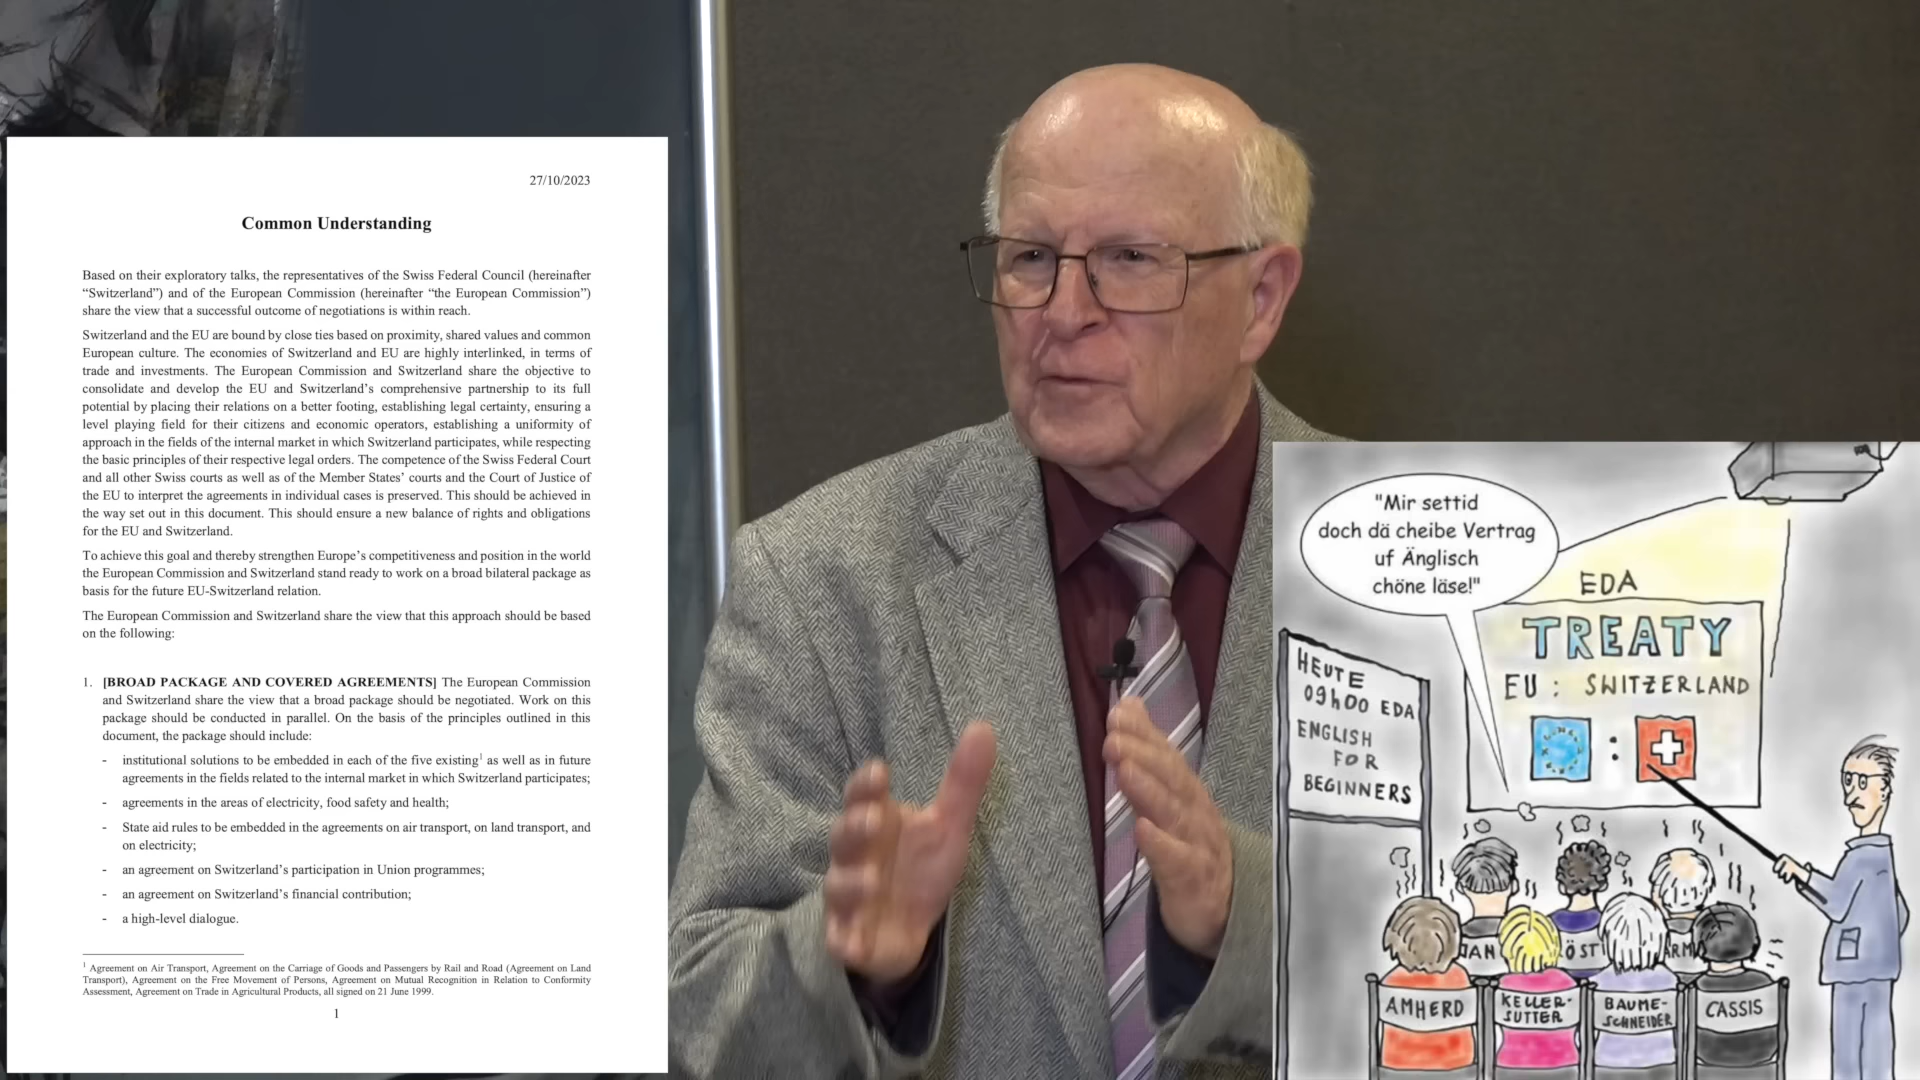 27/10/2023
Common Understanding
Based on their exploratory talks, the representatives of the Swiss Federal Council (hereinafter
“Switzerland”) and of the European Commission (hereinafter “the European Commission”)
share the view that a successful outcome of negotiations is within reach.
Switzerland and the EU are bound by close ties based on proximity, shared values and common
European culture. The economies of Switzerland and EU are highly interlinked, in terms of
trade and investments. The European Commission and Switzerland share the objective to
consolidate and develop the EU and Switzerland’s comprehensive partnership to its full
potential by placing their relations on a better footing, establishing legal certainty, ensuring a
level playing field for their citizens and economic operators, establishing a uniformity of
approach in the fields of the internal market in which Switzerland participates, while respecting
the basic principles of their respective legal orders. The competence of the Swiss Federal Court
and all other Swiss courts as well as of the Member States’ courts and the Court of Justice of
the EU to interpret the agreements in individual cases is preserved. This should be achieved in
the way set out in this document. This should ensure a new balance of rights and obligations
for the EU and Switzerland.
To achieve this goal and thereby strengthen Europe’s competitiveness and position in the world
the European Commission and Switzerland stand ready to work on a broad bilateral package as
basis for the future EU-Switzerland relation.
The European Commission and Switzerland share the view that this approach should be based
on the following:
1. [BROAD PACKAGE AND COVERED AGREEMENTS] The European Commission
and Switzerland share the view that a broad package should be negotiated. Work on this
package should be conducted in parallel. On the basis of the principles outlined in this
document, the package should include:
- institutional solutions to be embedded in each of the five existing1 as well as in future
agreements in the fields related to the internal market in which Switzerland participates;
- agreements in the areas of electricity, food safety and health;
- State aid rules to be embedded in the agreements on air transport, on land transport, and
on electricity;
- an agreement on Switzerland’s participation in Union programmes;
- an agreement on Switzerland’s financial contribution;
- a high-level dialogue.
1 Agreement on Air Transport, Agreement on the Carriage of Goods and Passengers by Rail and Road (Agreement on Land
Transport), Agreement on the Free Movement of Persons, Agreement on Mutual Recognition in Relation to Conformity
Assessment, Agreement on Trade in Agricultural Products, all signed on 21 June 1999.
1
"Mir settid
doch dä cheibe Vertrag
uf Änglisch
chöne läse!"
EDA
TREATY
EU : SWITZERLAND
:
HEUTE
09h00 EDA
ENGLISH
FOR
BEGINNERS
JAN
ÖSTI
ARM
AMHERD
KELLER-
SUTTER
BAUME-
SCHNEIDER
CASSIS